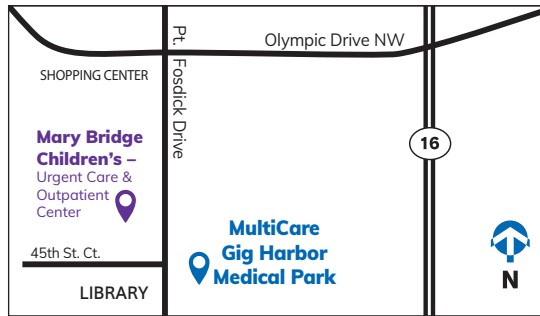 Olympic Drive NW
Pt. Fosdick Drive
SHOPPING CENTER
Mary Bridge
Children's –
Urgent Care &
Outpatient
Center
16
MultiCare
Gig Harbor
Medical Park
45th St. Ct.
LIBRARY
N